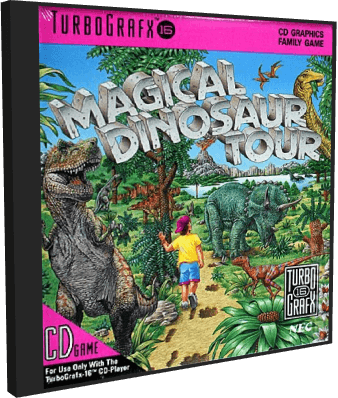 TURBOGRAFX 16
CD GRAPHICS
FAMILY GAME
MAGICAL
DINOSAUR
TOUR
TURBO
16
GRAFX
NEC
CD GAME
For Use Only With The
TurboGrafx-16™ CD-Player